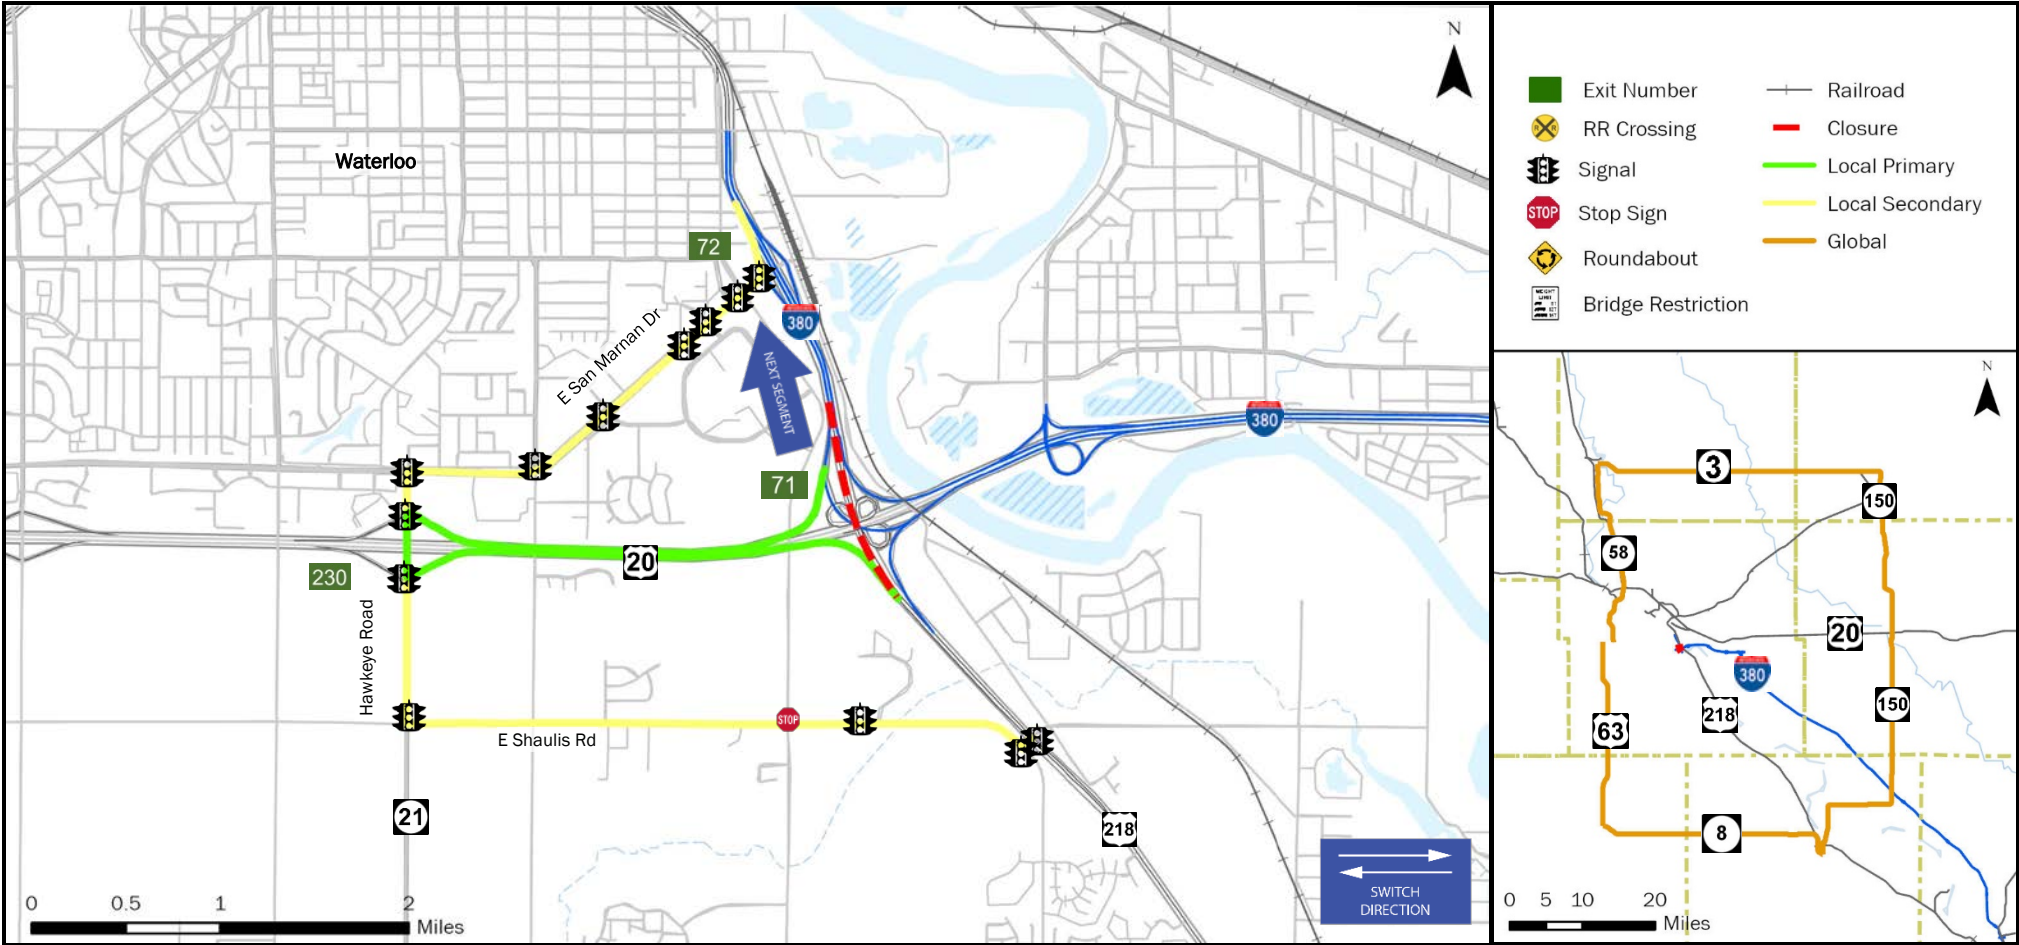 N
Waterloo
72
E San Marnan Dr
380
NEXT SEGMENT
380
71
20
230
Hawkeye Road
STOP
E Shaulis Rd
21
218
0 0.5 1 2
Miles
SWITCH
DIRECTION
Exit Number
RR Crossing
Signal
STOP
Stop Sign
Roundabout
WEIGHT
LIMIT
Bridge Restriction
Railroad
Closure
Local Primary
Local Secondary
Global
N
3
150
58
20
380
218
150
63
8
0 5 10 20
Miles